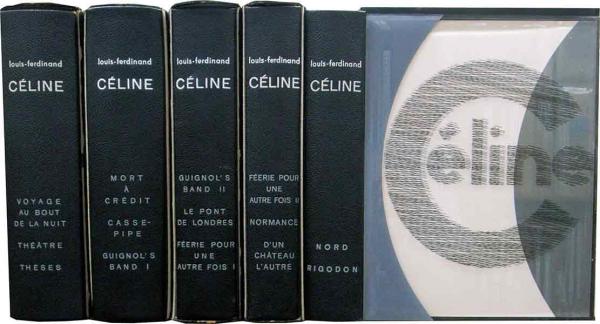 louis-ferdinand
CÉLINE
VOYAGE
AU BOUT
DE LA NUIT
THÉÂTRE
THÈSES
louis-ferdinand
CÉLINE
MORT
À
CRÉDIT
CASSE-
PIPE
GUIGNOL'S
BAND I
louis-ferdinand
CÉLINE
GUIGNOL'S
BAND II
LE PONT
DE LONDRES
FÉERIE POUR
UNE
AUTRE FOIS I
louis-ferdinand
CÉLINE
FÉERIE POUR
UNE
AUTRE FOIS II
NORMANCE
D'UN
CHÂTEAU
L'AUTRE
louis-ferdinand
CÉLINE
NORD
RIGODON
Céline